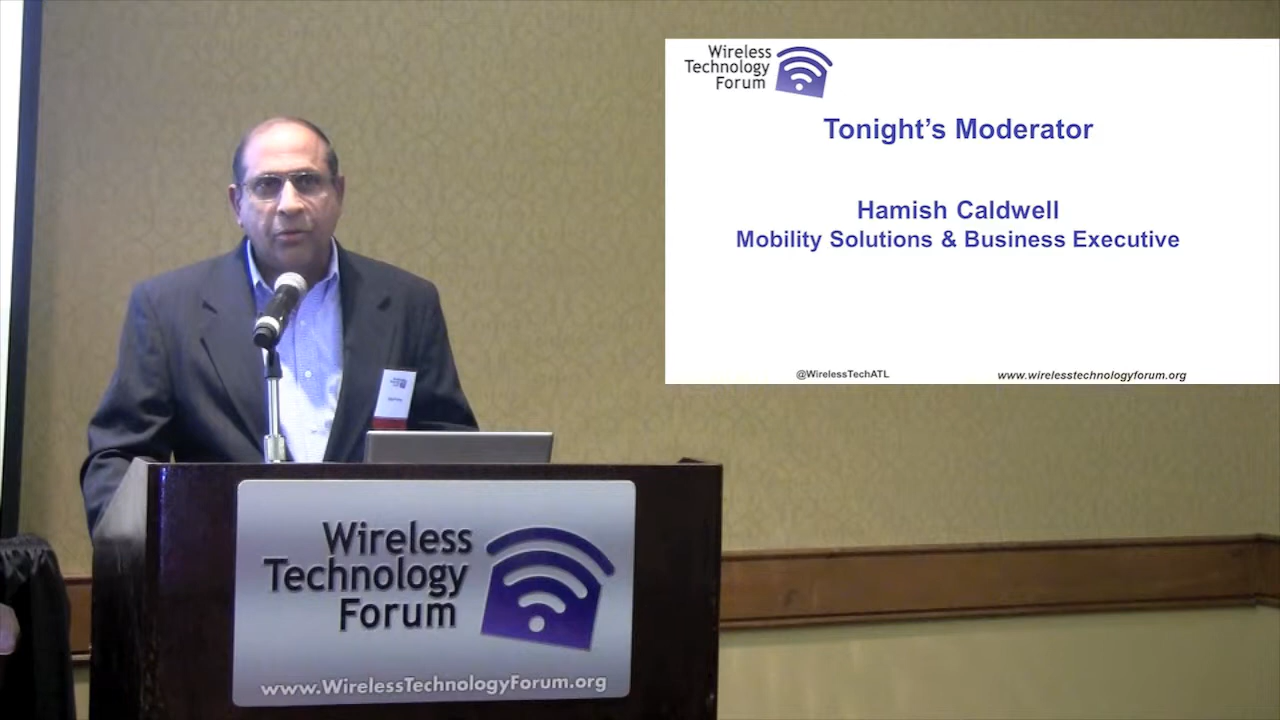 Wireless
Technology
Forum
Tonight’s Moderator
Hamish Caldwell
Mobility Solutions & Business Executive
@WirelessTechATL
www.wirelesstechnologyforum.org
Wireless
Technology
Forum
www.WirelessTechnologyForum.org